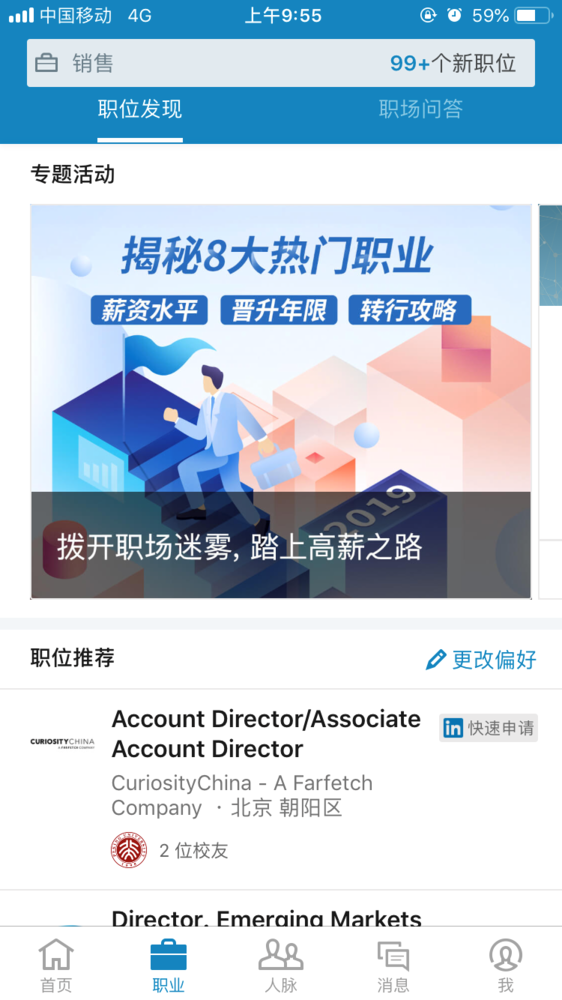 中国移动 4G 上午9:55 59%
销售 99+个新职位
职位发现 职场问答
专题活动
揭秘8大热门职业
薪资水平 晋升年限 转行攻略
2019
拨开职场迷雾, 踏上高薪之路
职位推荐 更改偏好
Account Director/Associate
Account Director
in 快速申请
CURIOSITYCHINA
CuriosityChina - A Farfetch
Company · 北京 朝阳区
2 位校友
Director, Emerging Markets
首页 职业 人脉 消息 我